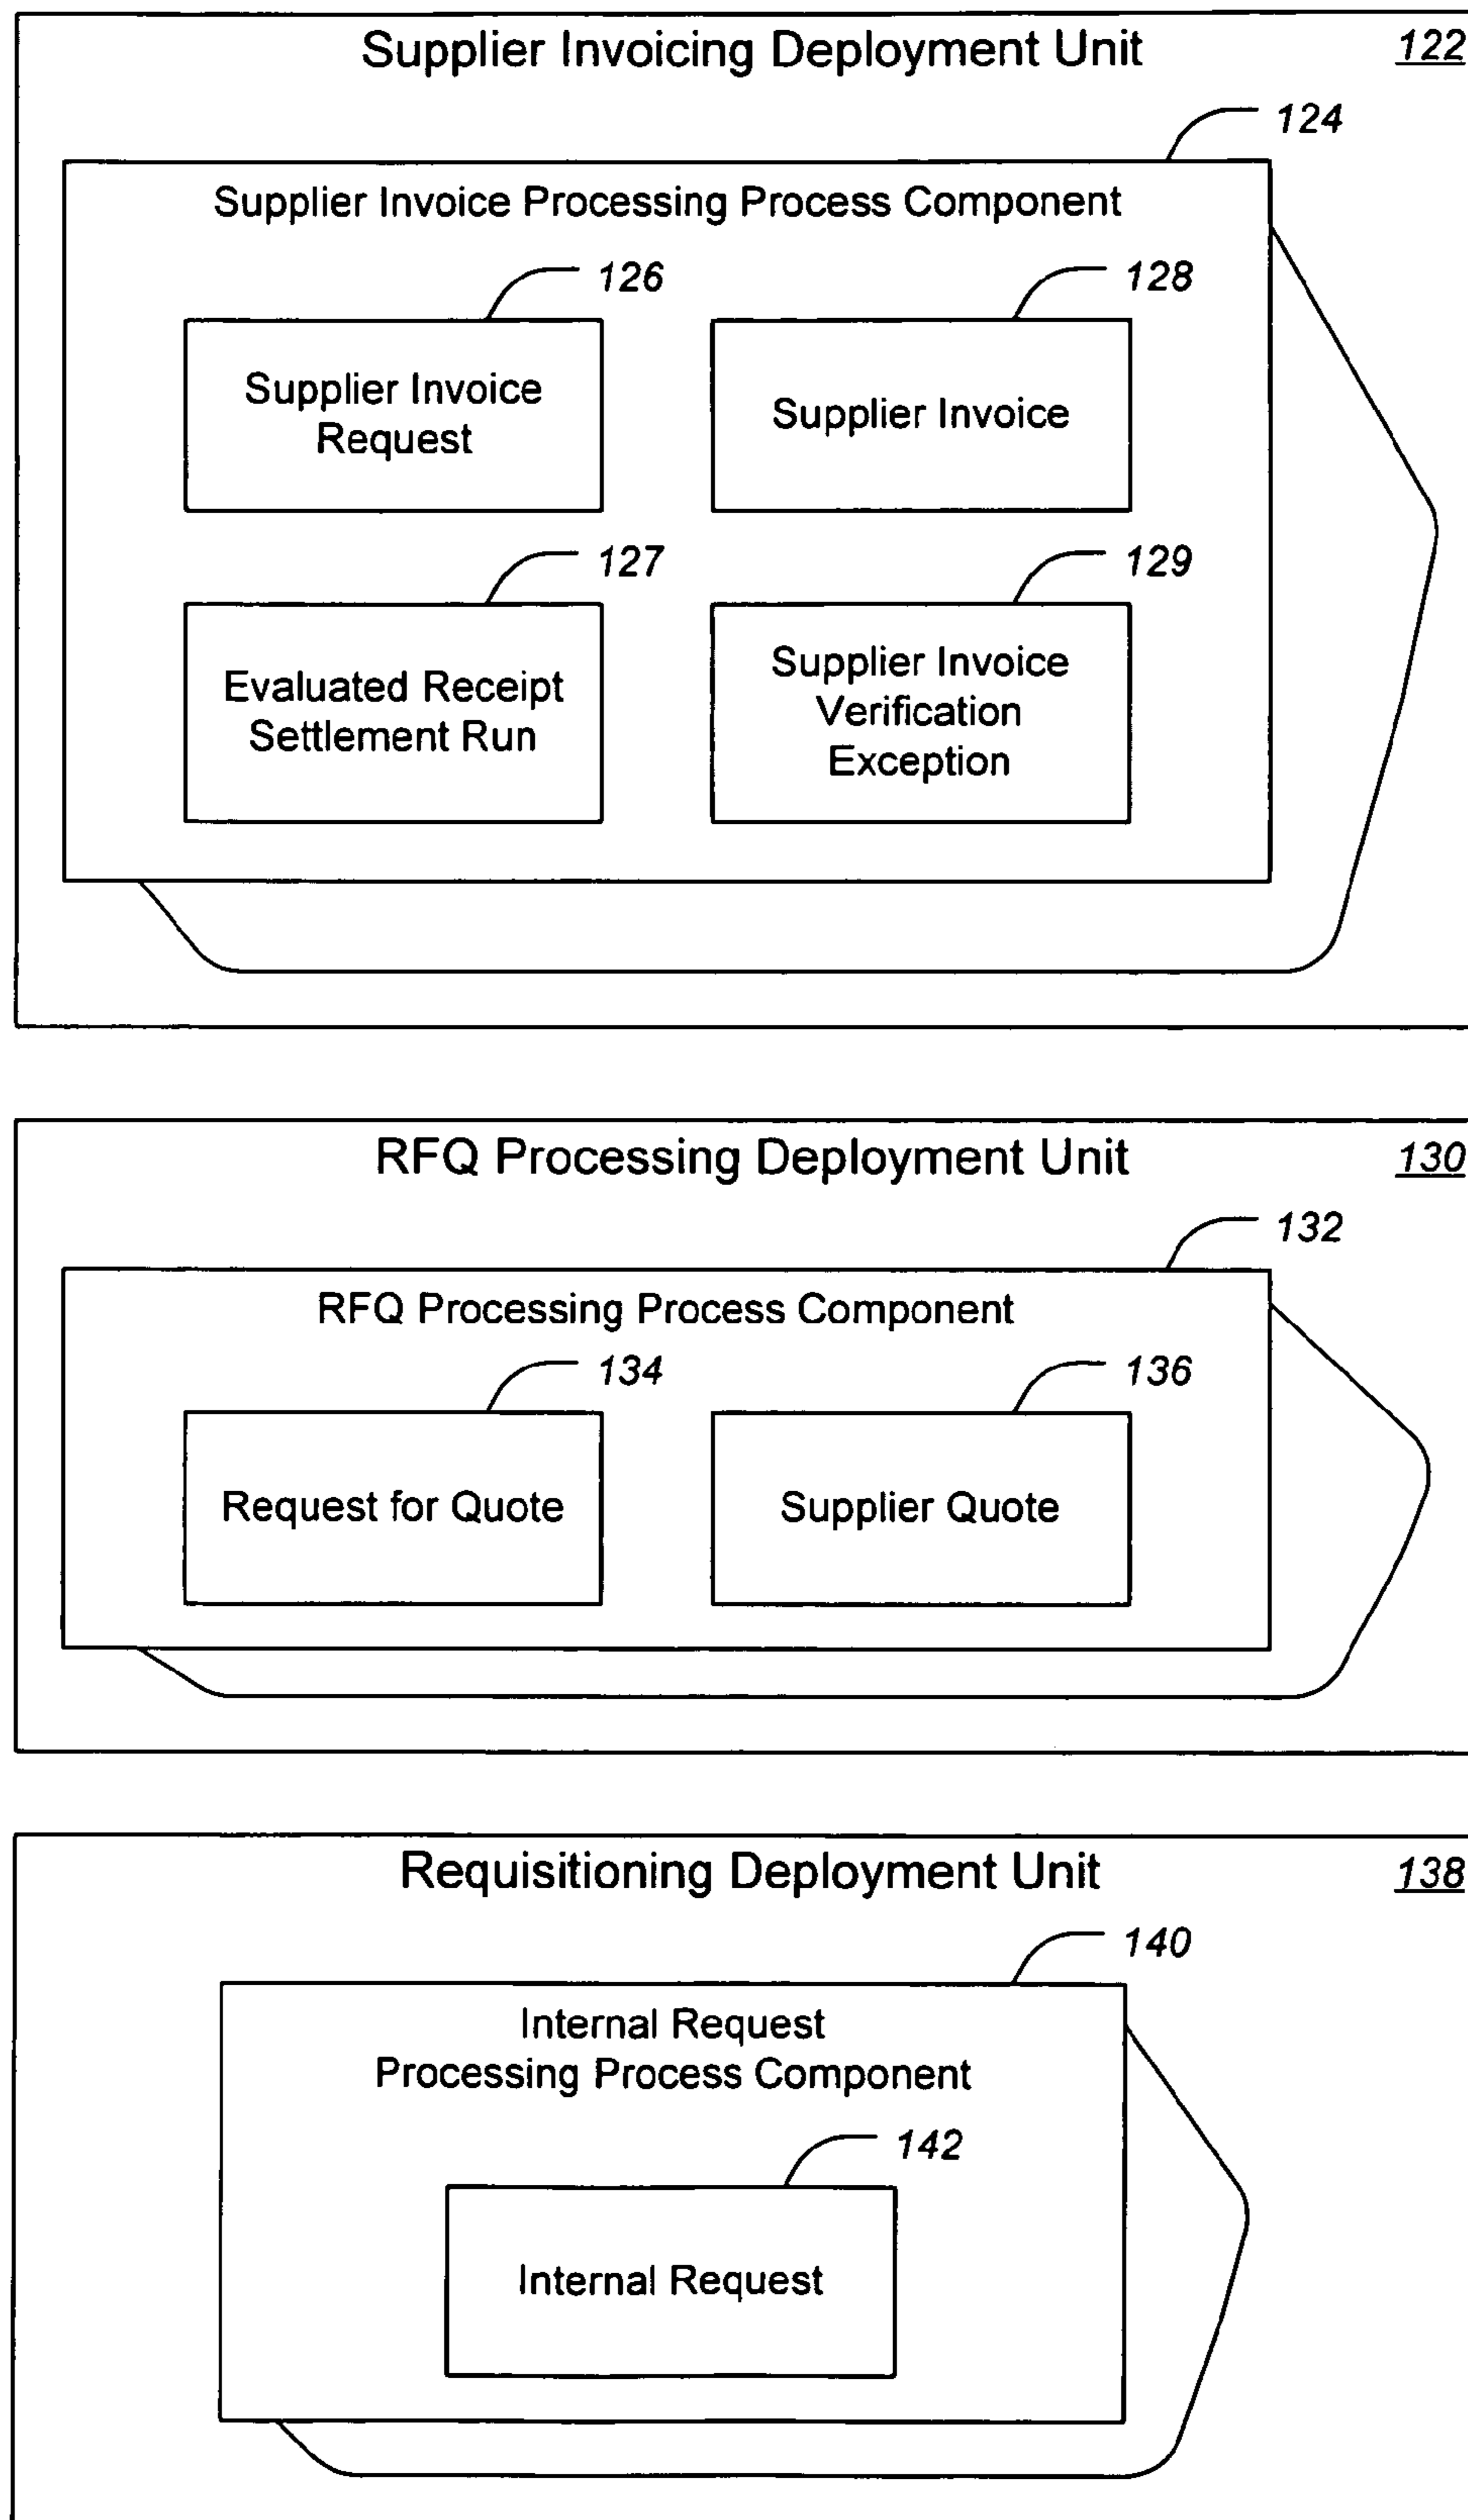 Supplier Invoicing Deployment Unit 122
124
Supplier Invoice Processing Process Component
126 128
Supplier Invoice
Request
Supplier Invoice
127 129
Evaluated Receipt
Settlement Run
Supplier Invoice
Verification
Exception
RFQ Processing Deployment Unit 130
132
RFQ Processing Process Component
134 136
Request for Quote
Supplier Quote
Requisitioning Deployment Unit 138
140
Internal Request
Processing Process Component
142
Internal Request